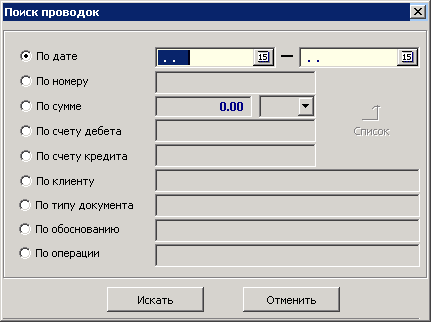 Поиск проводок
По дате . . 15 — . . 15
По номеру
По сумме 0.00
По счету дебета
Список
По счету кредита
По клиенту
По типу документа
По обоснованию
По операции
Искать Отменить